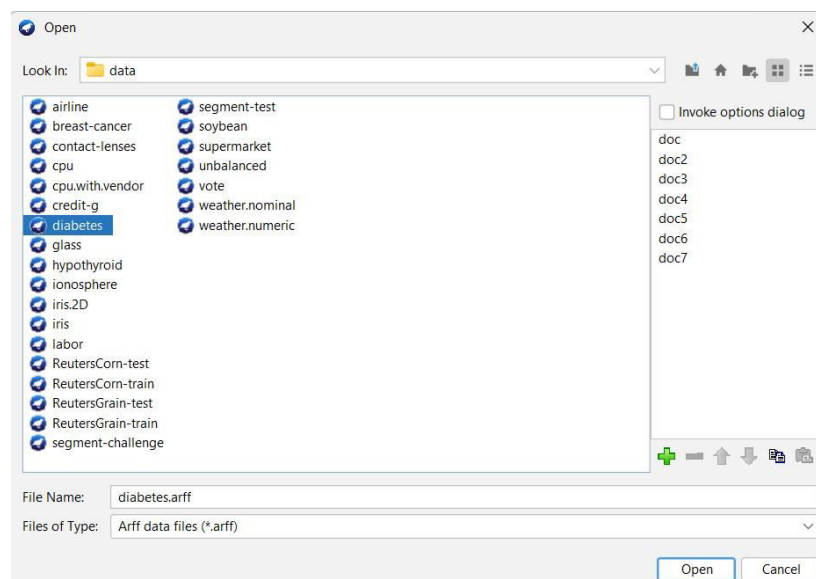 Open
Look In: data
airline
breast-cancer
contact-lenses
cpu
cpu.with.vendor
credit-g
diabetes
glass
hypothyroid
ionosphere
iris.2D
iris
labor
ReutersCorn-test
ReutersCorn-train
ReutersGrain-test
ReutersGrain-train
segment-challenge
segment-test
soybean
supermarket
unbalanced
vote
weather.nominal
weather.numeric
Invoke options dialog
doc
doc2
doc3
doc4
doc5
doc6
doc7
File Name: diabetes.arff
Files of Type: Arff data files (*.arff)
Open Cancel